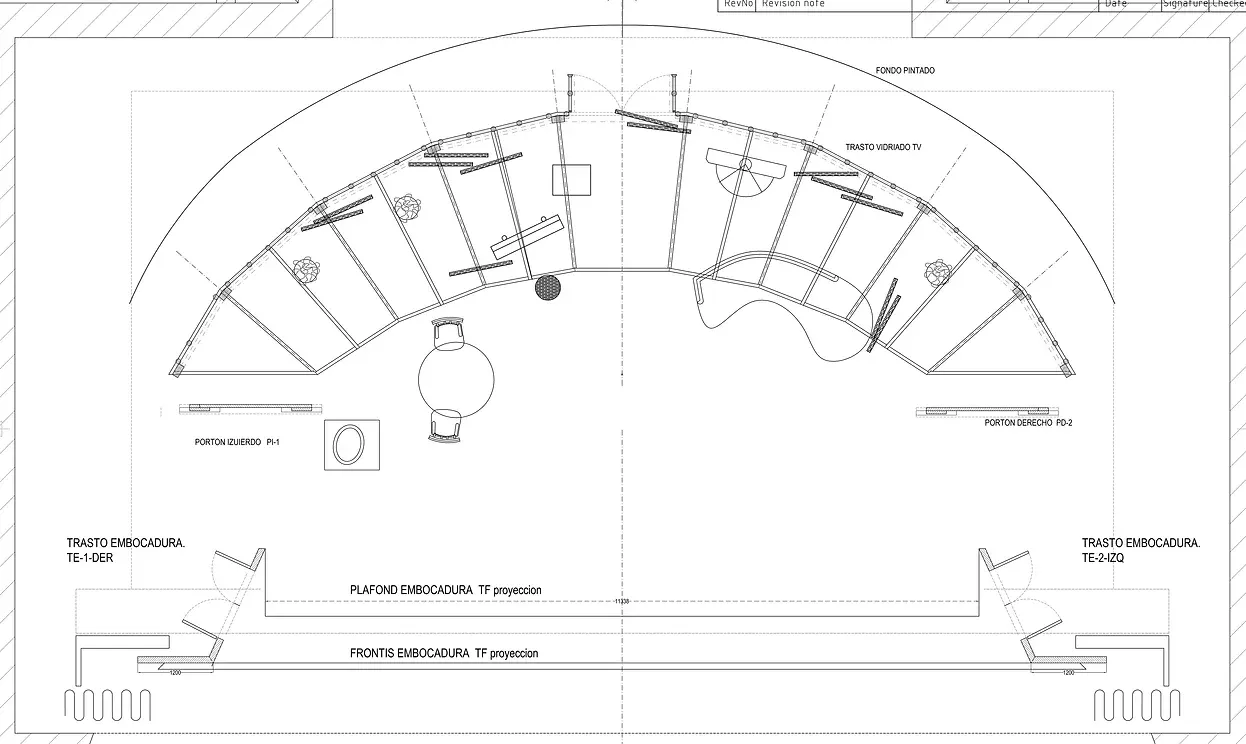 RevNo Revision note Date Signature Checked
FONDO PINTADO
TRASTO VIDRIADO TV
PORTON DERECHO PD-2
PORTON IZUIERDO PI-1
TRASTO EMBOCADURA.
TE-1-DER
TRASTO EMBOCADURA.
TE-2-IZQ
PLAFOND EMBOCADURA TF proyeccion
11338
FRONTIS EMBOCADURA TF proyeccion
1200
1200